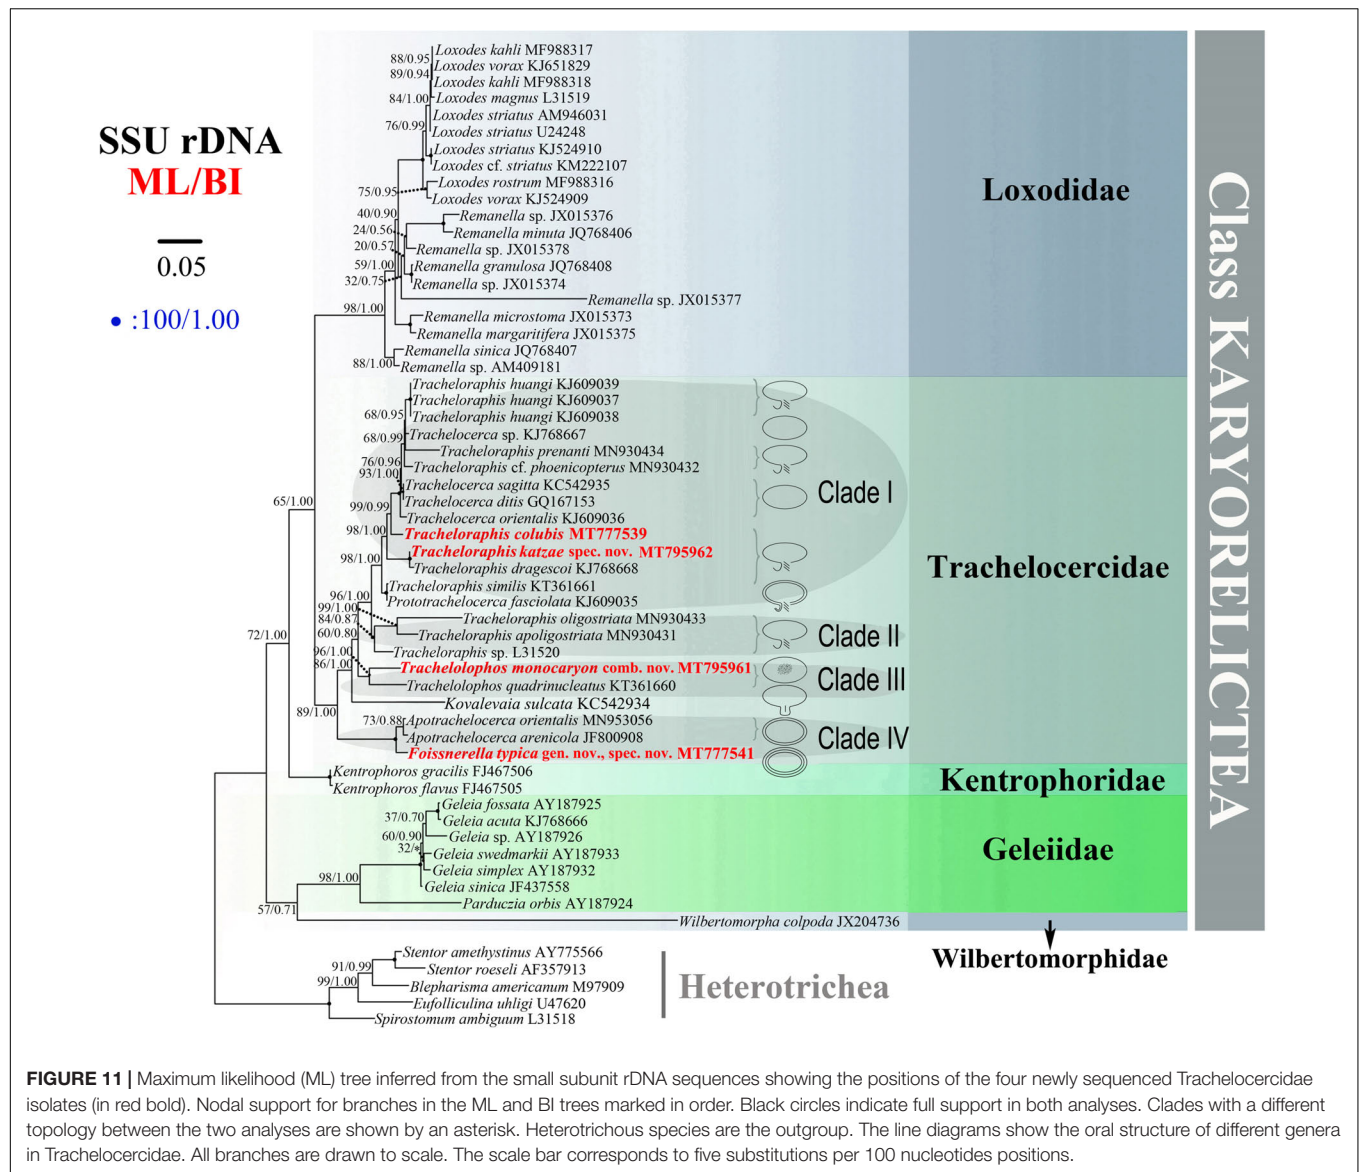 SSU rDNA
ML/BI
0.05
• :100/1.00
Loxodes kahli MF988317
88/0.95
Loxodes vorax KJ651829
89/0.94
Loxodes kahli MF988318
84/1.00
Loxodes magnus L31519
Loxodes striatus AM946031
76/0.99
Loxodes striatus U24248
Loxodes striatus KJ524910
Loxodes cf. striatus KM222107
Loxodes rostrum MF988316
75/0.95
Loxodes vorax KJ524909
40/0.90
Remanella sp. JX015376
24/0.56
Remanella minuta JQ768406
20/0.57
Remanella sp. JX015378
59/1.00
Remanella granulosa JQ768408
32/0.75
Remanella sp. JX015374
Remanella sp. JX015377
98/1.00
Remanella microstoma JX015373
Remanella margaritifera JX015375
Remanella sinica JQ768407
88/1.00
Remanella sp. AM409181
Loxodidae
Tracheloraphis huangi KJ609039
Tracheloraphis huangi KJ609037
68/0.95
Tracheloraphis huangi KJ609038
68/0.99
Trachelocerca sp. KJ768667
Tracheloraphis prenanti MN930434
76/0.96
Tracheloraphis cf. phoenicopterus MN930432
93/1.00
Trachelocerca sagitta KC542935
Trachelocerca ditis GQ167153
99/0.99
Trachelocerca orientalis KJ609036
98/1.00
Tracheloraphis colubis MT777539
Tracheloraphis katzae spec. nov. MT795962
98/1.00
Tracheloraphis dragescoi KJ768668
Tracheloraphis similis KT361661
96/1.00
Prototrachelocerca fasciolata KJ609035
99/1.00
Tracheloraphis oligostriata MN930433
84/0.87
Tracheloraphis apoligostriata MN930431
60/0.80
Tracheloraphis sp. L31520
96/1.00
86/1.00
Trachelolophos monocaryon comb. nov. MT795961
Trachelolophos quadrinucleatus KT361660
Kovalevaia sulcata KC542934
89/1.00
73/0.88
Apotrachelocerca orientalis MN953056
Apotrachelocerca arenicola JF800908
Foissnerella typica gen. nov., spec. nov. MT777541
65/1.00
72/1.00
Clade I
Clade II
Clade III
Clade IV
Trachelocercidae
Kentrophoros gracilis FJ467506
Kentrophoros flavus FJ467505
Kentrophoridae
Geleia fossata AY187925
37/0.70
Geleia acuta KJ768666
60/0.90
Geleia sp. AY187926
32/*
Geleia swedmarkii AY187933
Geleia simplex AY187932
98/1.00
Geleia sinica JF437558
Parduczia orbis AY187924
57/0.71
Geleiidae
Wilbertomorpha colpoda JX204736
Wilbertomorphidae
Class KARYORELICTEA
Stentor amethystinus AY775566
91/0.99
Stentor roeseli AF357913
99/1.00
Blepharisma americanum M97909
Eufolliculina uhligi U47620
Spirostomum ambiguum L31518
Heterotrichea
FIGURE 11 | Maximum likelihood (ML) tree inferred from the small subunit rDNA sequences showing the positions of the four newly sequenced Trachelocercidae
isolates (in red bold). Nodal support for branches in the ML and BI trees marked in order. Black circles indicate full support in both analyses. Clades with a different
topology between the two analyses are shown by an asterisk. Heterotrichous species are the outgroup. The line diagrams show the oral structure of different genera
in Trachelocercidae. All branches are drawn to scale. The scale bar corresponds to five substitutions per 100 nucleotides positions.